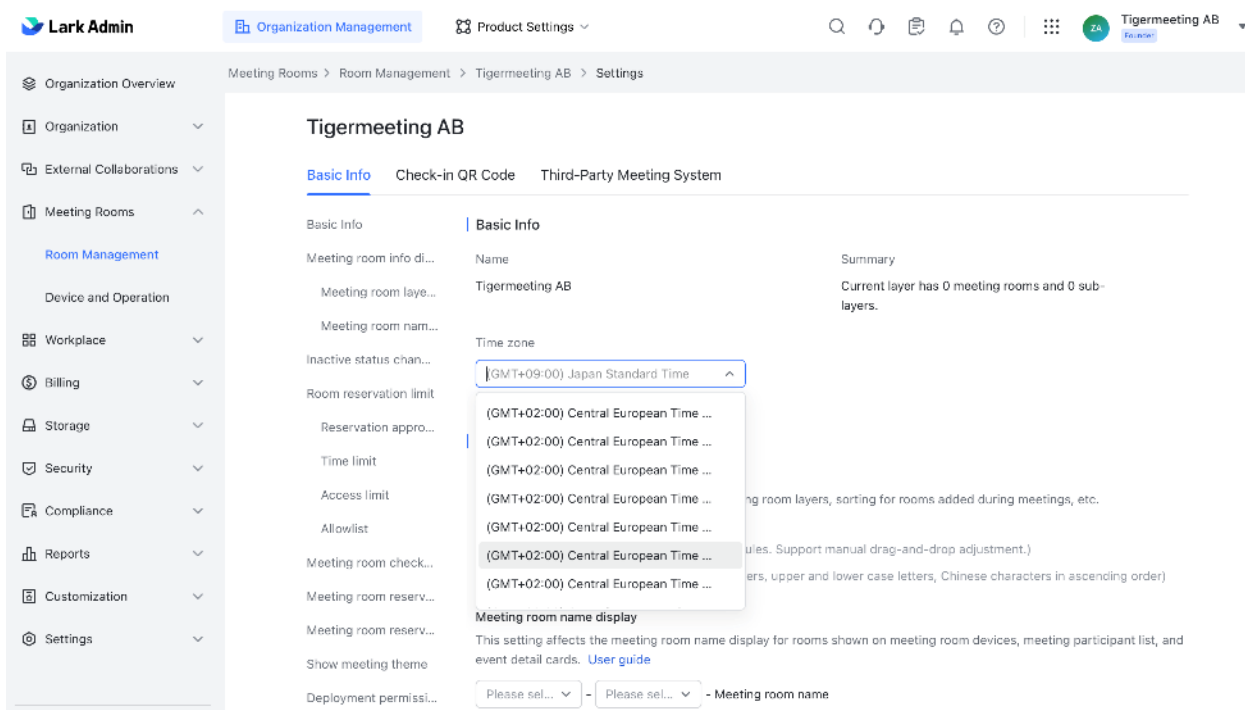 Lark Admin
Organization Management
Product Settings
ZA
Tigermeeting AB
Founder
Organization Overview
Organization
External Collaborations
Meeting Rooms
Room Management
Device and Operation
Workplace
Billing
Storage
Security
Compliance
Reports
Customization
Settings
Meeting Rooms > Room Management > Tigermeeting AB > Settings
Tigermeeting AB
Basic Info
Check-in QR Code
Third-Party Meeting System
Basic Info
Meeting room info di...
Meeting room laye...
Meeting room nam...
Inactive status chan...
Room reservation limit
Reservation appro...
Time limit
Access limit
Allowlist
Meeting room check...
Meeting room reserv...
Meeting room reserv...
Show meeting theme
Deployment permissi...
Basic Info
Name
Tigermeeting AB
Summary
Current layer has 0 meeting rooms and 0 sub-
layers.
Time zone
(GMT+09:00) Japan Standard Time
(GMT+02:00) Central European Time ...
(GMT+02:00) Central European Time ...
(GMT+02:00) Central European Time ...
(GMT+02:00) Central European Time ...
(GMT+02:00) Central European Time ...
(GMT+02:00) Central European Time ...
(GMT+02:00) Central European Time ...
room layers, sorting for rooms added during meetings, etc.
Support manual drag-and-drop adjustment.)
upper and lower case letters, Chinese characters in ascending order)
Meeting room name display
This setting affects the meeting room name display for rooms shown on meeting room devices, meeting participant list, and
event detail cards. User guide
Please sel... - Please sel... - Meeting room name